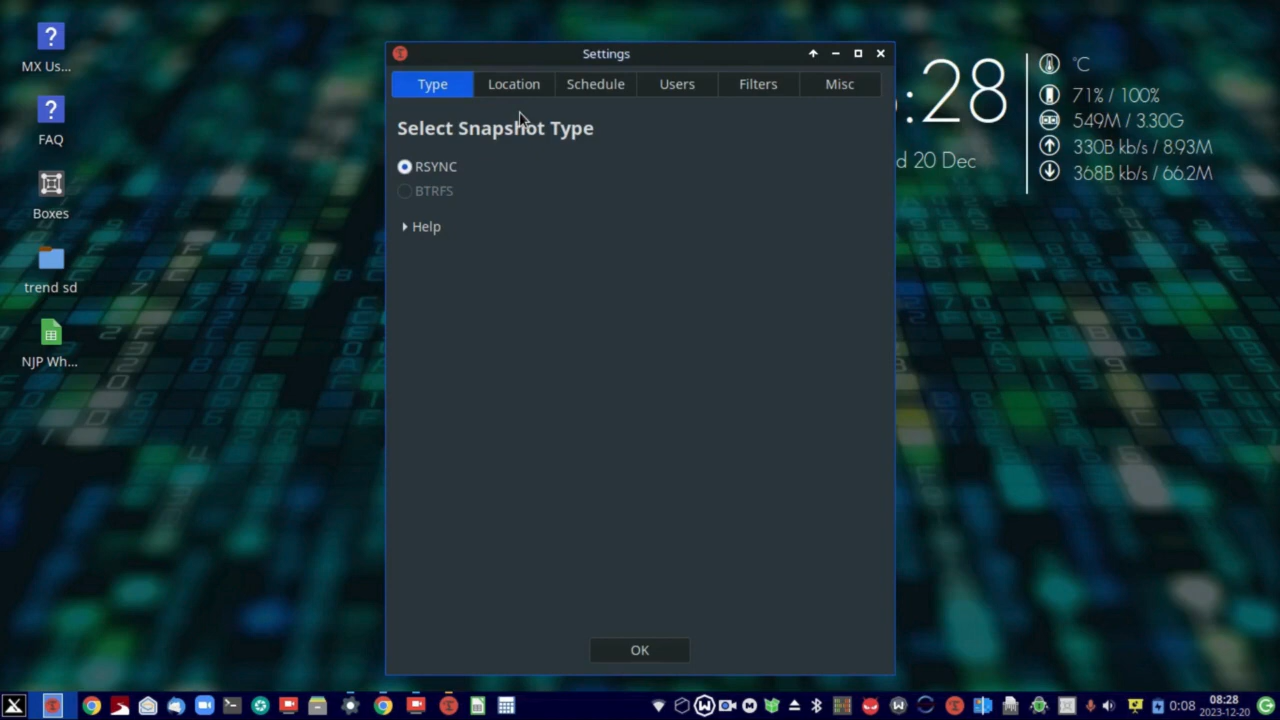 MX Us...
FAQ
Boxes
trend sd
NJP Wh...
Settings
Type Location Schedule Users Filters Misc
Select Snapshot Type
RSYNC
BTRFS
Help
OK
:28
d 20 Dec
°C
71% / 100%
549M / 3.30G
330B kb/s / 8.93M
368B kb/s / 66.2M
0:08
08:28
2023-12-20